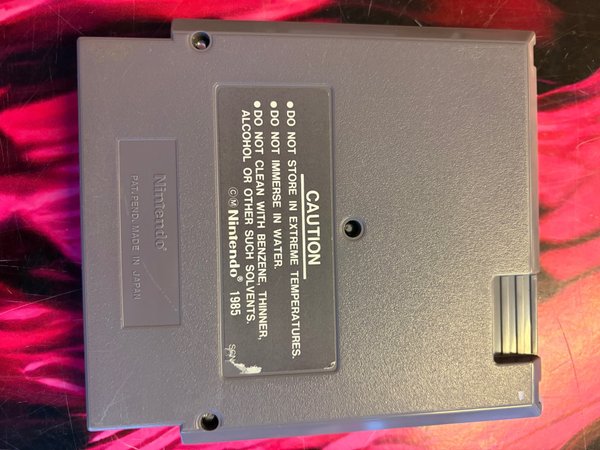 CAUTION
●DO NOT STORE IN EXTREME TEMPERATURES.
●DO NOT IMMERSE IN WATER.
●DO NOT CLEAN WITH BENZENE, THINNER,
ALCOHOL OR OTHER SUCH SOLVENTS.
©M Nintendo® 1985
Nintendo®
PAT. PEND. MADE IN JAPAN